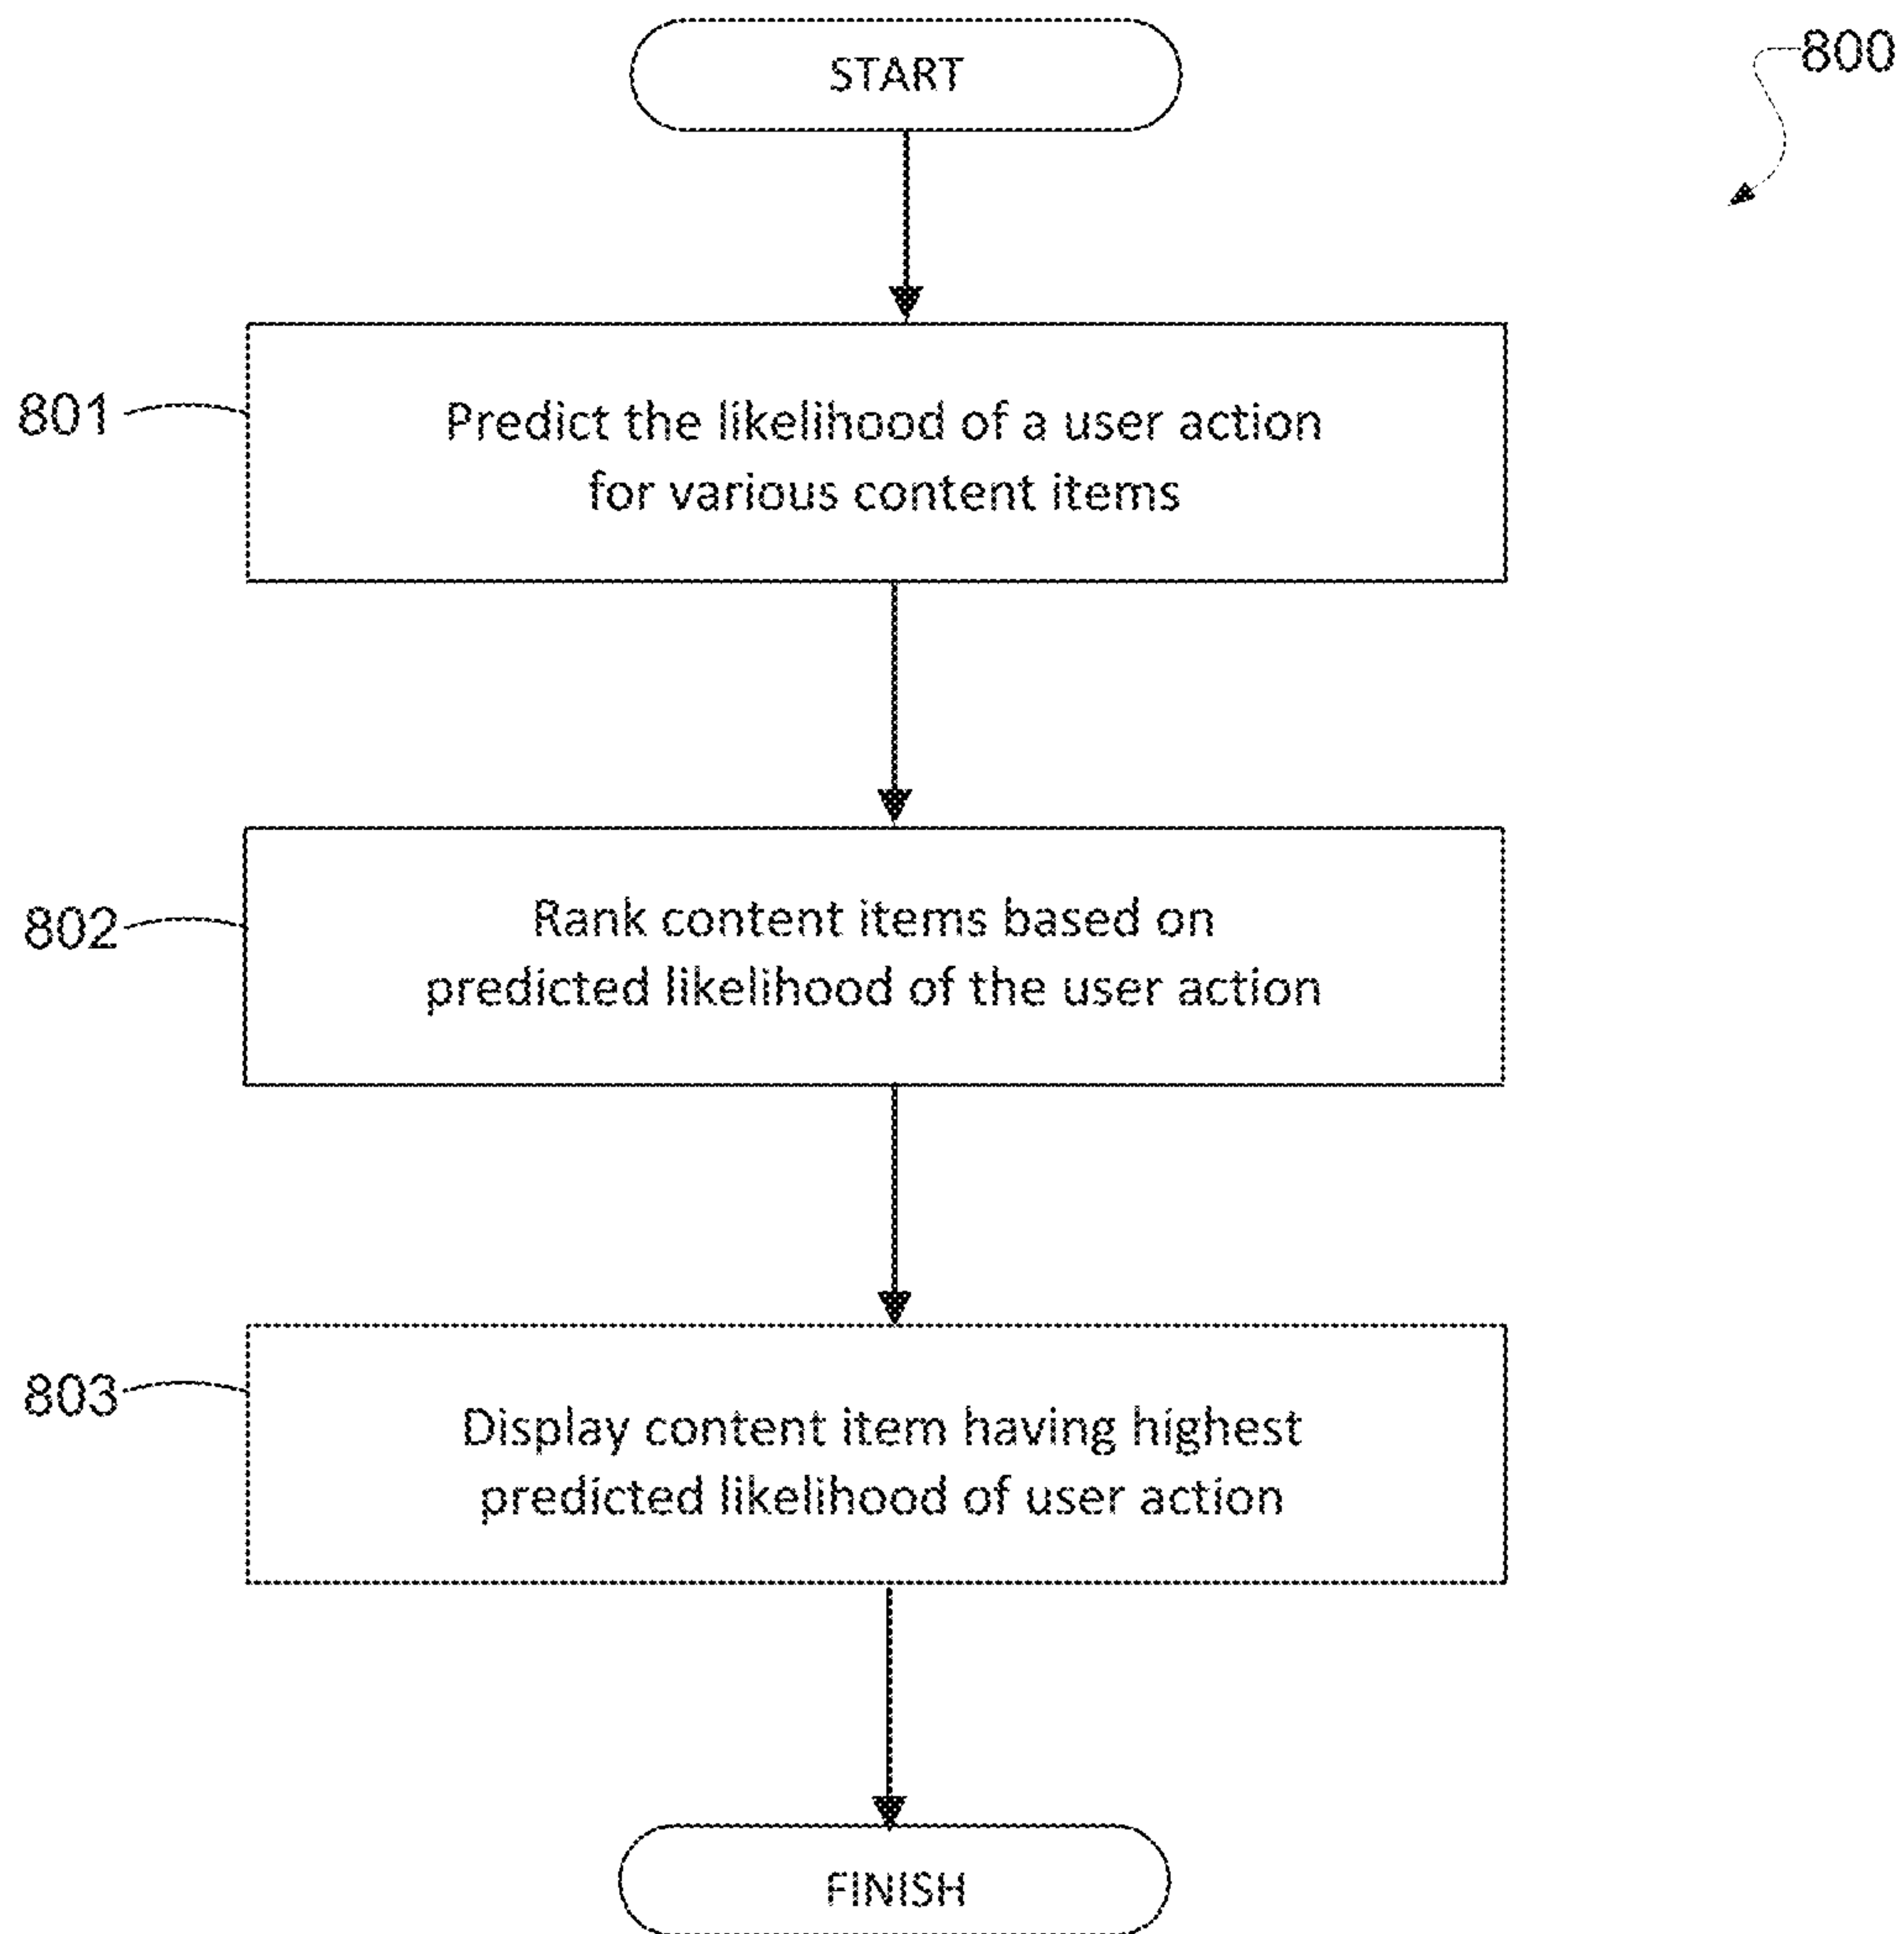 START
800
801
Predict the likelihood of a user action
for various content items
802
Rank content items based on
predicted likelihood of the user action
803
Display content item having highest
predicted likelihood of user action
FINISH